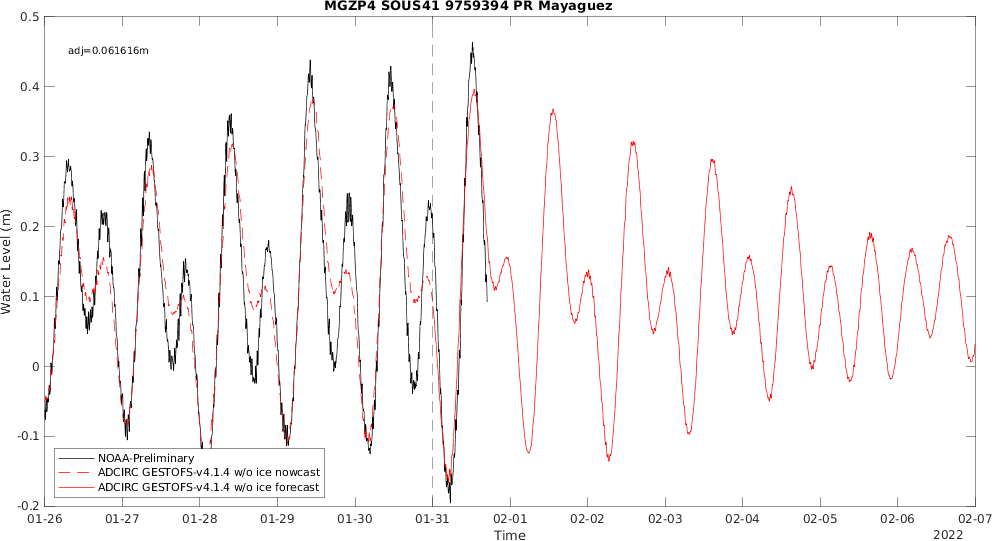 MGZP4 SOUS41 9759394 PR Mayaguez
adj=0.061616m
Water Level (m)
0.5
0.4
0.3
0.2
0.1
0
-0.1
-0.2
NOAA-Preliminary
ADCIRC GESTOFS-v4.1.4 w/o ice nowcast
ADCIRC GESTOFS-v4.1.4 w/o ice forecast
01-26 01-27 01-28 01-29 01-30 01-31 02-01 02-02 02-03 02-04 02-05 02-06 02-07
Time
2022